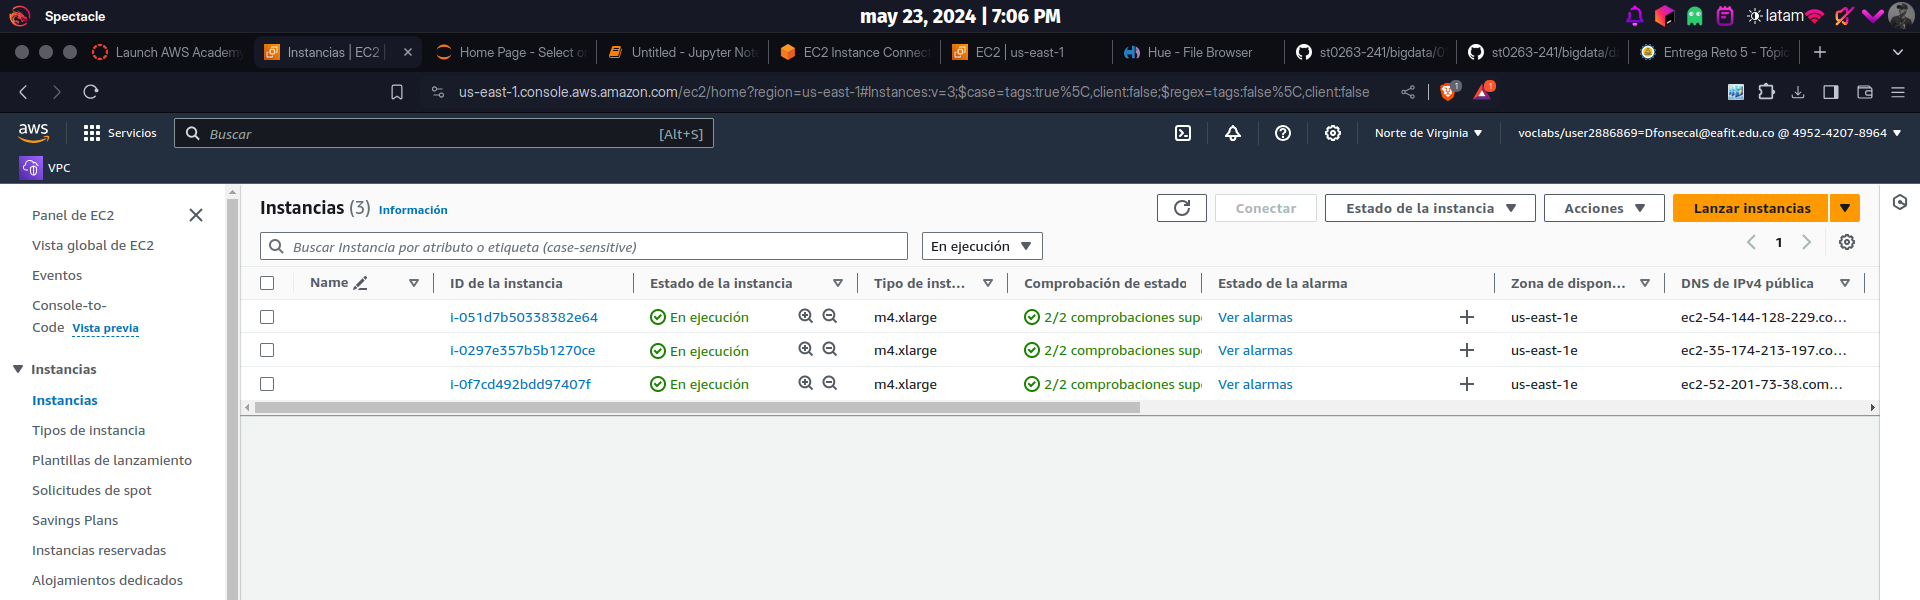 Spectacle
may 23, 2024 | 7:06 PM
latam
Launch AWS Academy
Instancias | EC2 |
Home Page - Select or
Untitled - Jupyter Note
EC2 Instance Connect
EC2 | us-east-1
Hue - File Browser
st0263-241/bigdata/0
st0263-241/bigdata/d
Entrega Reto 5 - Tópic
us-east-1.console.aws.amazon.com/ec2/home?region=us-east-1#Instances:v=3;$case=tags:true%5C,client:false;$regex=tags:false%5C,client:false
1
1
aws
Servicios
Buscar
[Alt+S]
Norte de Virginia
voclabs/user2886869=Dfonsecal@eafit.edu.co @ 4952-4207-8964
VPC
Panel de EC2
Vista global de EC2
Eventos
Console-to-
Code Vista previa
Instancias
Instancias
Tipos de instancia
Plantillas de lanzamiento
Solicitudes de spot
Savings Plans
Instancias reservadas
Alojamientos dedicados
Instancias (3) Información
Conectar
Estado de la instancia
Acciones
Lanzar instancias
Buscar Instancia por atributo o etiqueta (case-sensitive)
En ejecución
1
Name ID de la instancia Estado de la instancia Tipo de inst... Comprobación de estado Estado de la alarma Zona de dispon... DNS de IPv4 pública
i-051d7b50338382e64 En ejecución m4.xlarge 2/2 comprobaciones sup Ver alarmas us-east-1e ec2-54-144-128-229.co...
i-0297e357b5b1270ce En ejecución m4.xlarge 2/2 comprobaciones sup Ver alarmas us-east-1e ec2-35-174-213-197.co...
i-0f7cd492bdd97407f En ejecución m4.xlarge 2/2 comprobaciones sup Ver alarmas us-east-1e ec2-52-201-73-38.com...